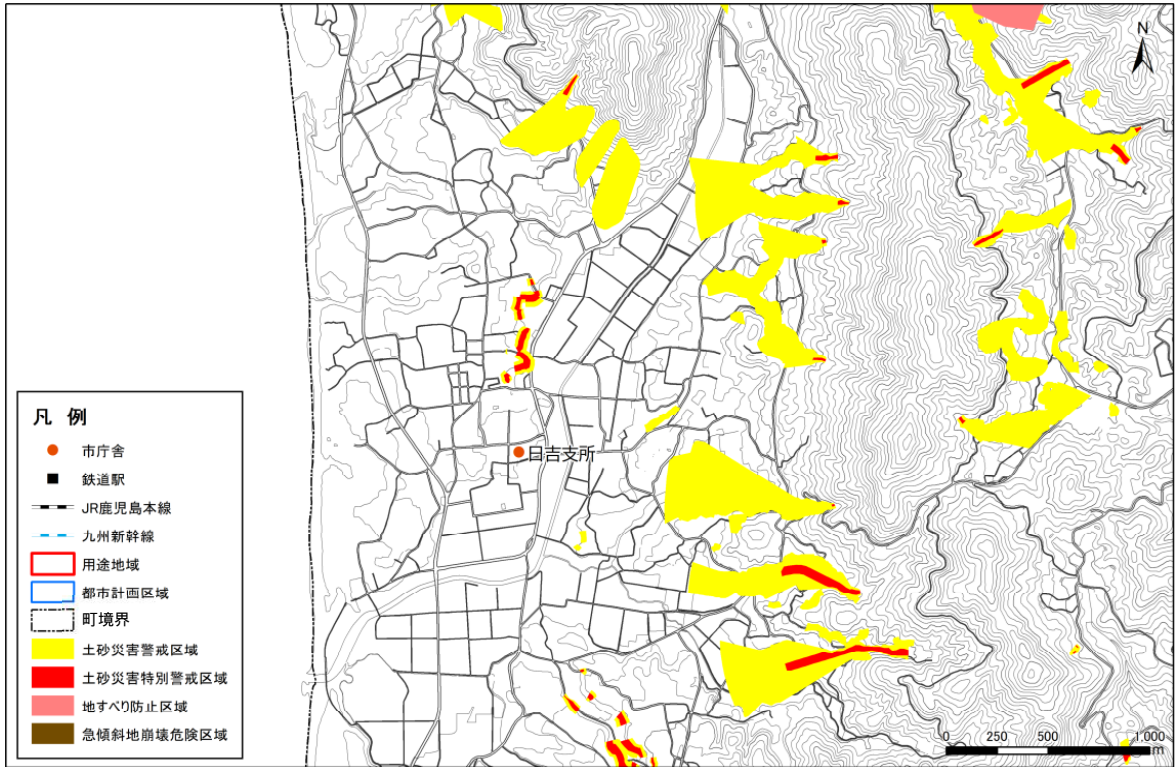 N
日吉支所
凡 例
市庁舎
鉄道駅
JR鹿児島本線
九州新幹線
用途地域
都市計画区域
町境界
土砂災害警戒区域
土砂災害特別警戒区域
地すべり防止区域
急傾斜地崩壊危険区域
0 250 500 1,000
m